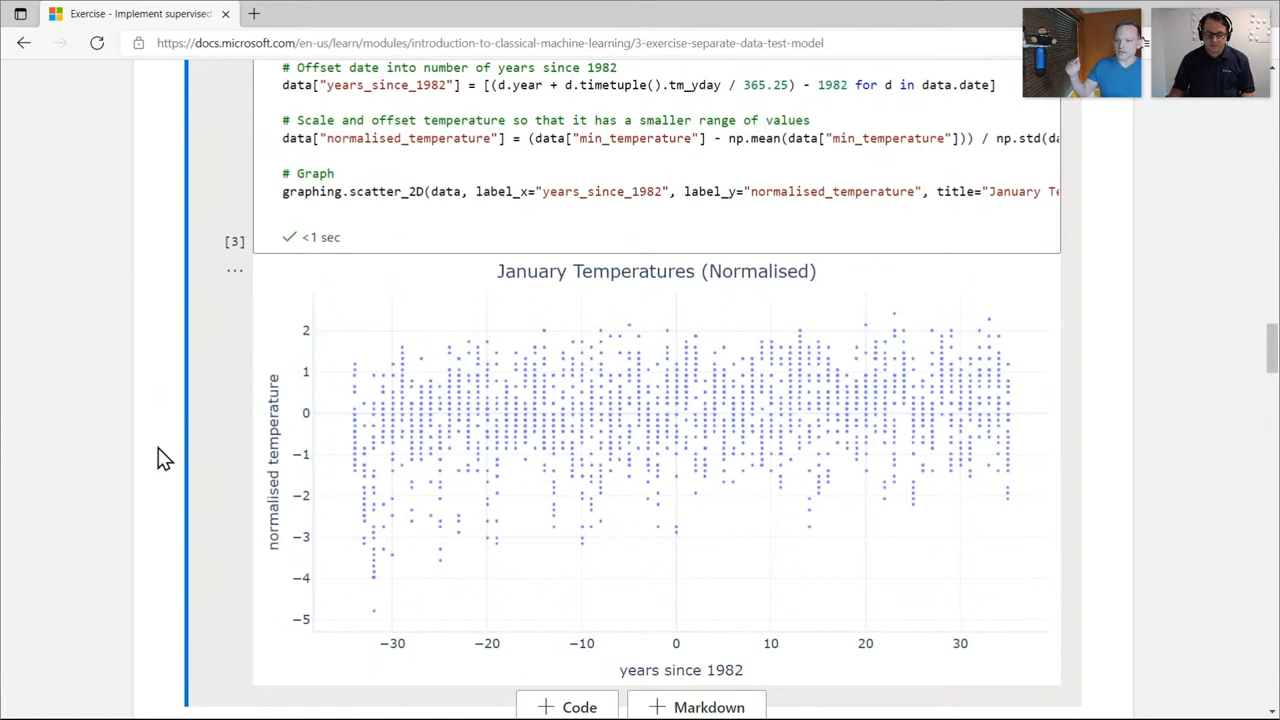 Exercise - Implement supervised
https://docs.microsoft.com/en-us/learn/modules/introduction-to-classical-machine-learning/3-exercise-separate-data-test-model
# Offset date into number of years since 1982
data["years_since_1982"] = [(d.year + d.timetuple().tm_yday / 365.25) - 1982 for d in data.date]
# Scale and offset temperature so that it has a smaller range of values
data["normalised_temperature"] = (data["min_temperature"] - np.mean(data["min_temperature"])) / np.std(da
# Graph
graphing.scatter_2D(data, label_x="years_since_1982", label_y="normalised_temperature", title="January Te
[3]
<1 sec
January Temperatures (Normalised)
normalised temperature
2
1
0
−1
−2
−3
−4
−5
−30 −20 −10 0 10 20 30
years since 1982
+ Code + Markdown